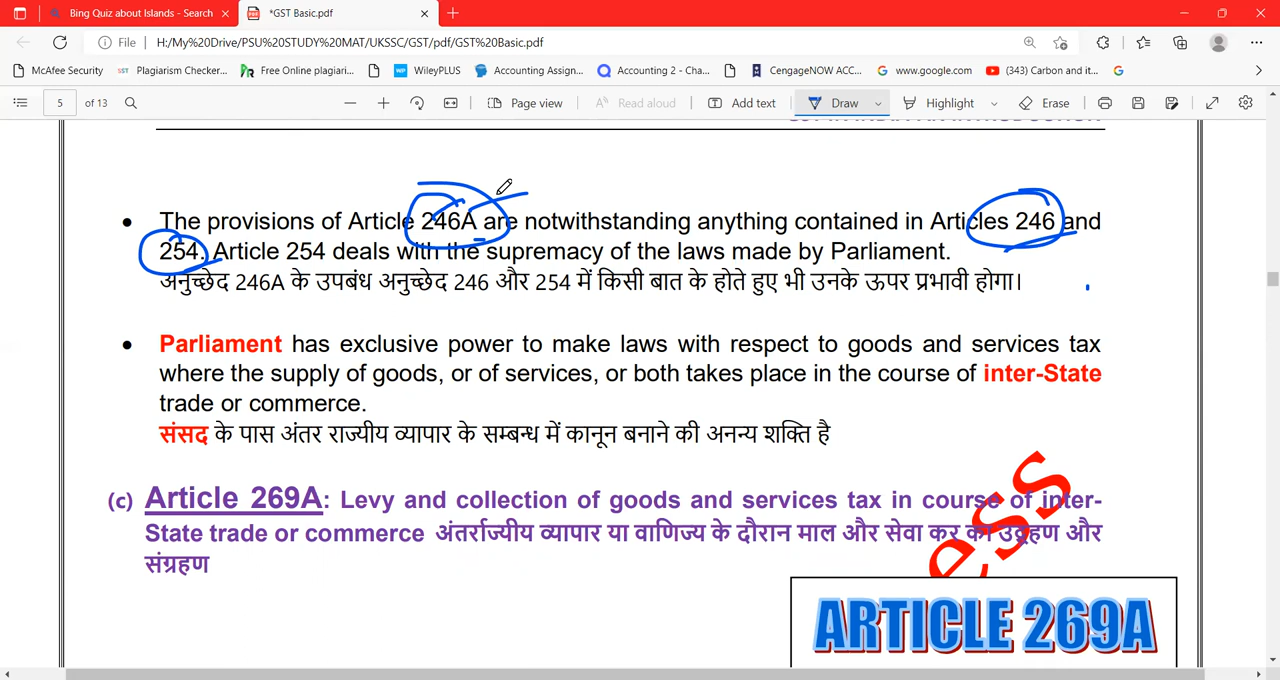 Bing Quiz about Islands - Search
*GST Basic.pdf
File H:/My%20Drive/PSU%20STUDY%20MAT/UKSSC/GST/pdf/GST%20Basic.pdf
McAfee Security
SST Plagiarism Checker...
Free Online plagiari...
WP WileyPLUS
Accounting Assign...
Accounting 2 - Cha...
CengageNOW ACC...
www.google.com
(343) Carbon and it...
5 of 13
Page view
Read aloud
Add text
Draw
Highlight
Erase
• The provisions of Article 246A are notwithstanding anything contained in Articles 246 and
254. Article 254 deals with the supremacy of the laws made by Parliament.
अनुच्छेद 246A के उपबंध अनुच्छेद 246 और 254 में किसी बात के होते हुए भी उनके ऊपर प्रभावी होगा।
• Parliament has exclusive power to make laws with respect to goods and services tax
where the supply of goods, or of services, or both takes place in the course of inter-State
trade or commerce.
संसद के पास अंतर राज्यीय व्यापार के सम्बन्ध में कानून बनाने की अनन्य शक्ति है
(c) Article 269A: Levy and collection of goods and services tax in course of inter-
State trade or commerce अंतर्राज्यीय व्यापार या वाणिज्य के दौरान माल और सेवा कर का उद्ग्रहण और
संग्रहण
ess
ARTICLE 269A